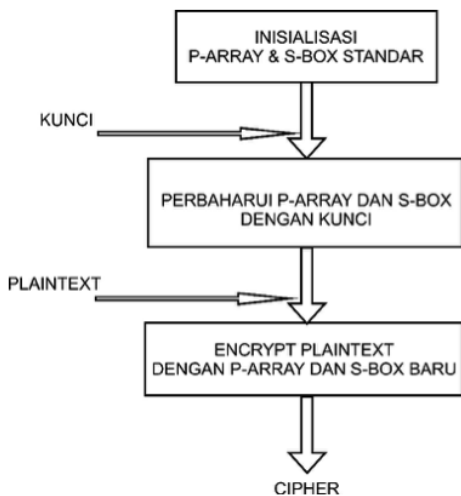 INISIALISASI
P-ARRAY & S-BOX STANDAR
KUNCI
PERBAHARUI P-ARRAY DAN S-BOX
DENGAN KUNCI
PLAINTEXT
ENCRYPT PLAINTEXT
DENGAN P-ARRAY DAN S-BOX BARU
CIPHER